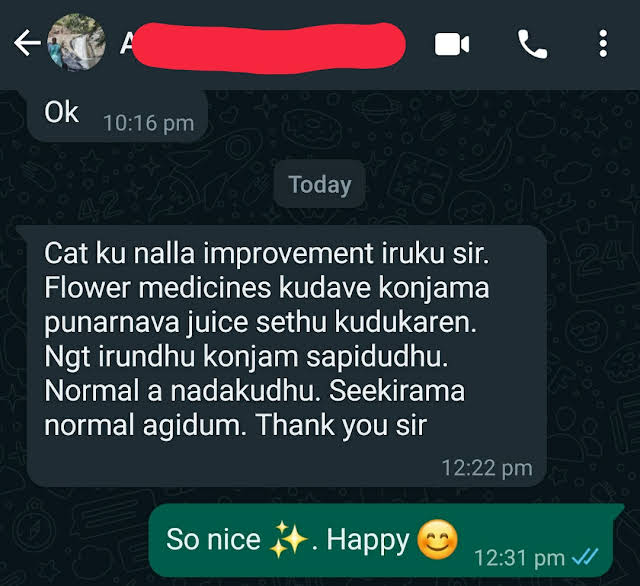 A
Ok 10:16 pm
Today
Cat ku nalla improvement iruku sir.
Flower medicines kudave konjama
punarnava juice sethu kudukaren.
Ngt irundhu konjam sapidudhu.
Normal a nadakudhu. Seekirama
normal agidum. Thank you sir
12:22 pm
So nice ✨. Happy 😊 12:31 pm